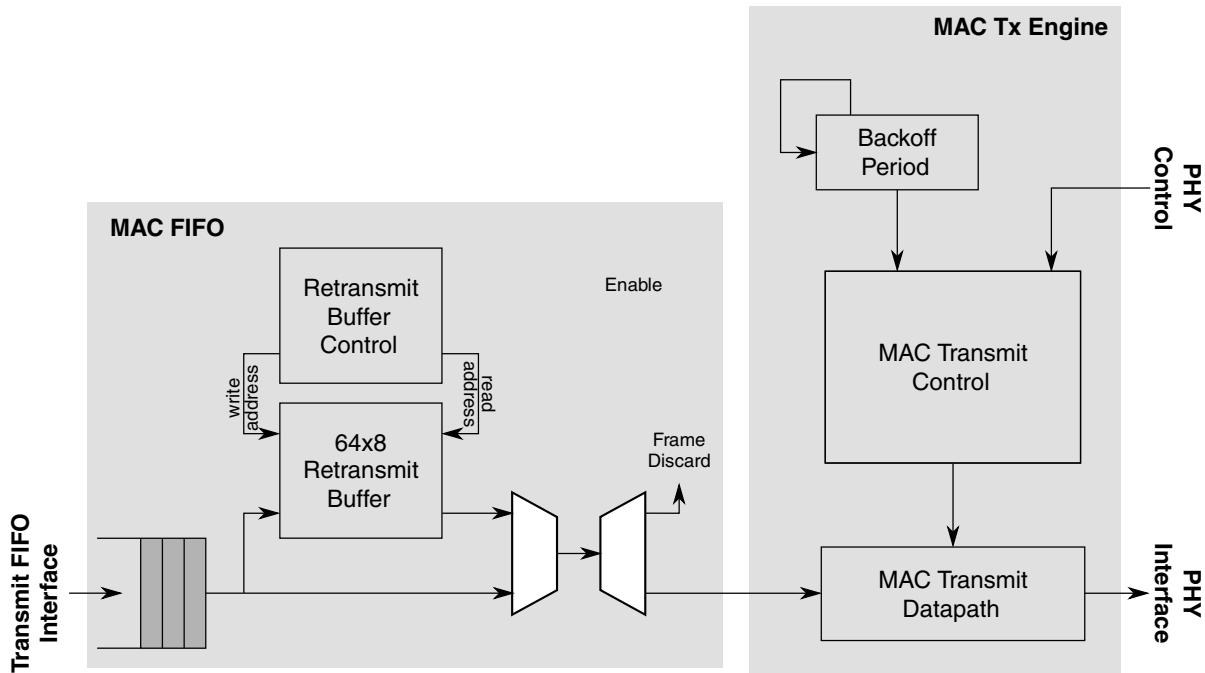 MAC Tx Engine
Backoff
Period
PHY
Control
MAC FIFO
Retransmit
Buffer
Control
Enable
MAC Transmit
Control
write
address
read
address
64x8
Retransmit
Buffer
Frame
Discard
Transmit FIFO
Interface
MAC Transmit
Datapath
PHY
Interface